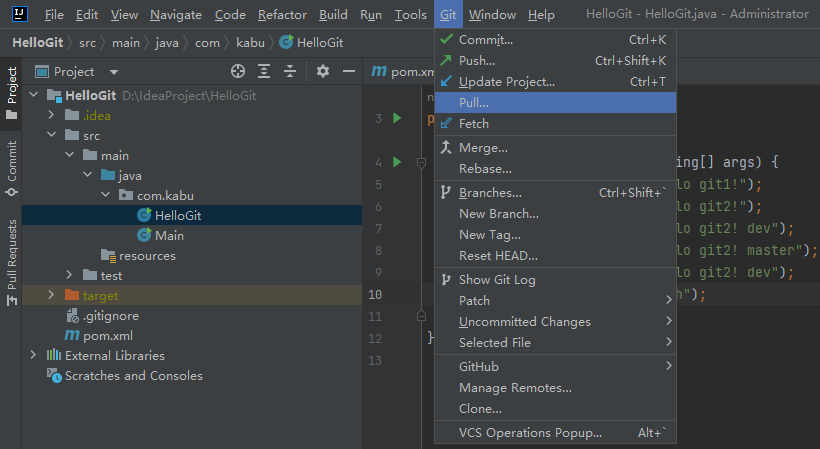 IJ File Edit View Navigate Code Refactor Build Run Tools Git Window Help HelloGit - HelloGit.java - Administrator
HelloGit > src > main > java > com > kabu > HelloGit
Project
Commit
Pull Requests
Project
HelloGit D:\IdeaProject\HelloGit
.idea
src
main
java
com.kabu
HelloGit
Main
resources
test
target
.gitignore
pom.xml
External Libraries
Scratches and Consoles
pom.xm
3
4 ing[] args) {
5 lo git1!");
6 lo git2!");
7 lo git2! dev");
8 lo git2! master");
9 lo git2! dev");
10 h");
11
12 }
13
Commit... Ctrl+K
Push... Ctrl+Shift+K
Update Project... Ctrl+T
Pull...
Fetch
Merge...
Rebase...
Branches... Ctrl+Shift+`
New Branch...
New Tag...
Reset HEAD...
Show Git Log
Patch
Uncommitted Changes
Selected File
GitHub
Manage Remotes...
Clone...
VCS Operations Popup... Alt+`